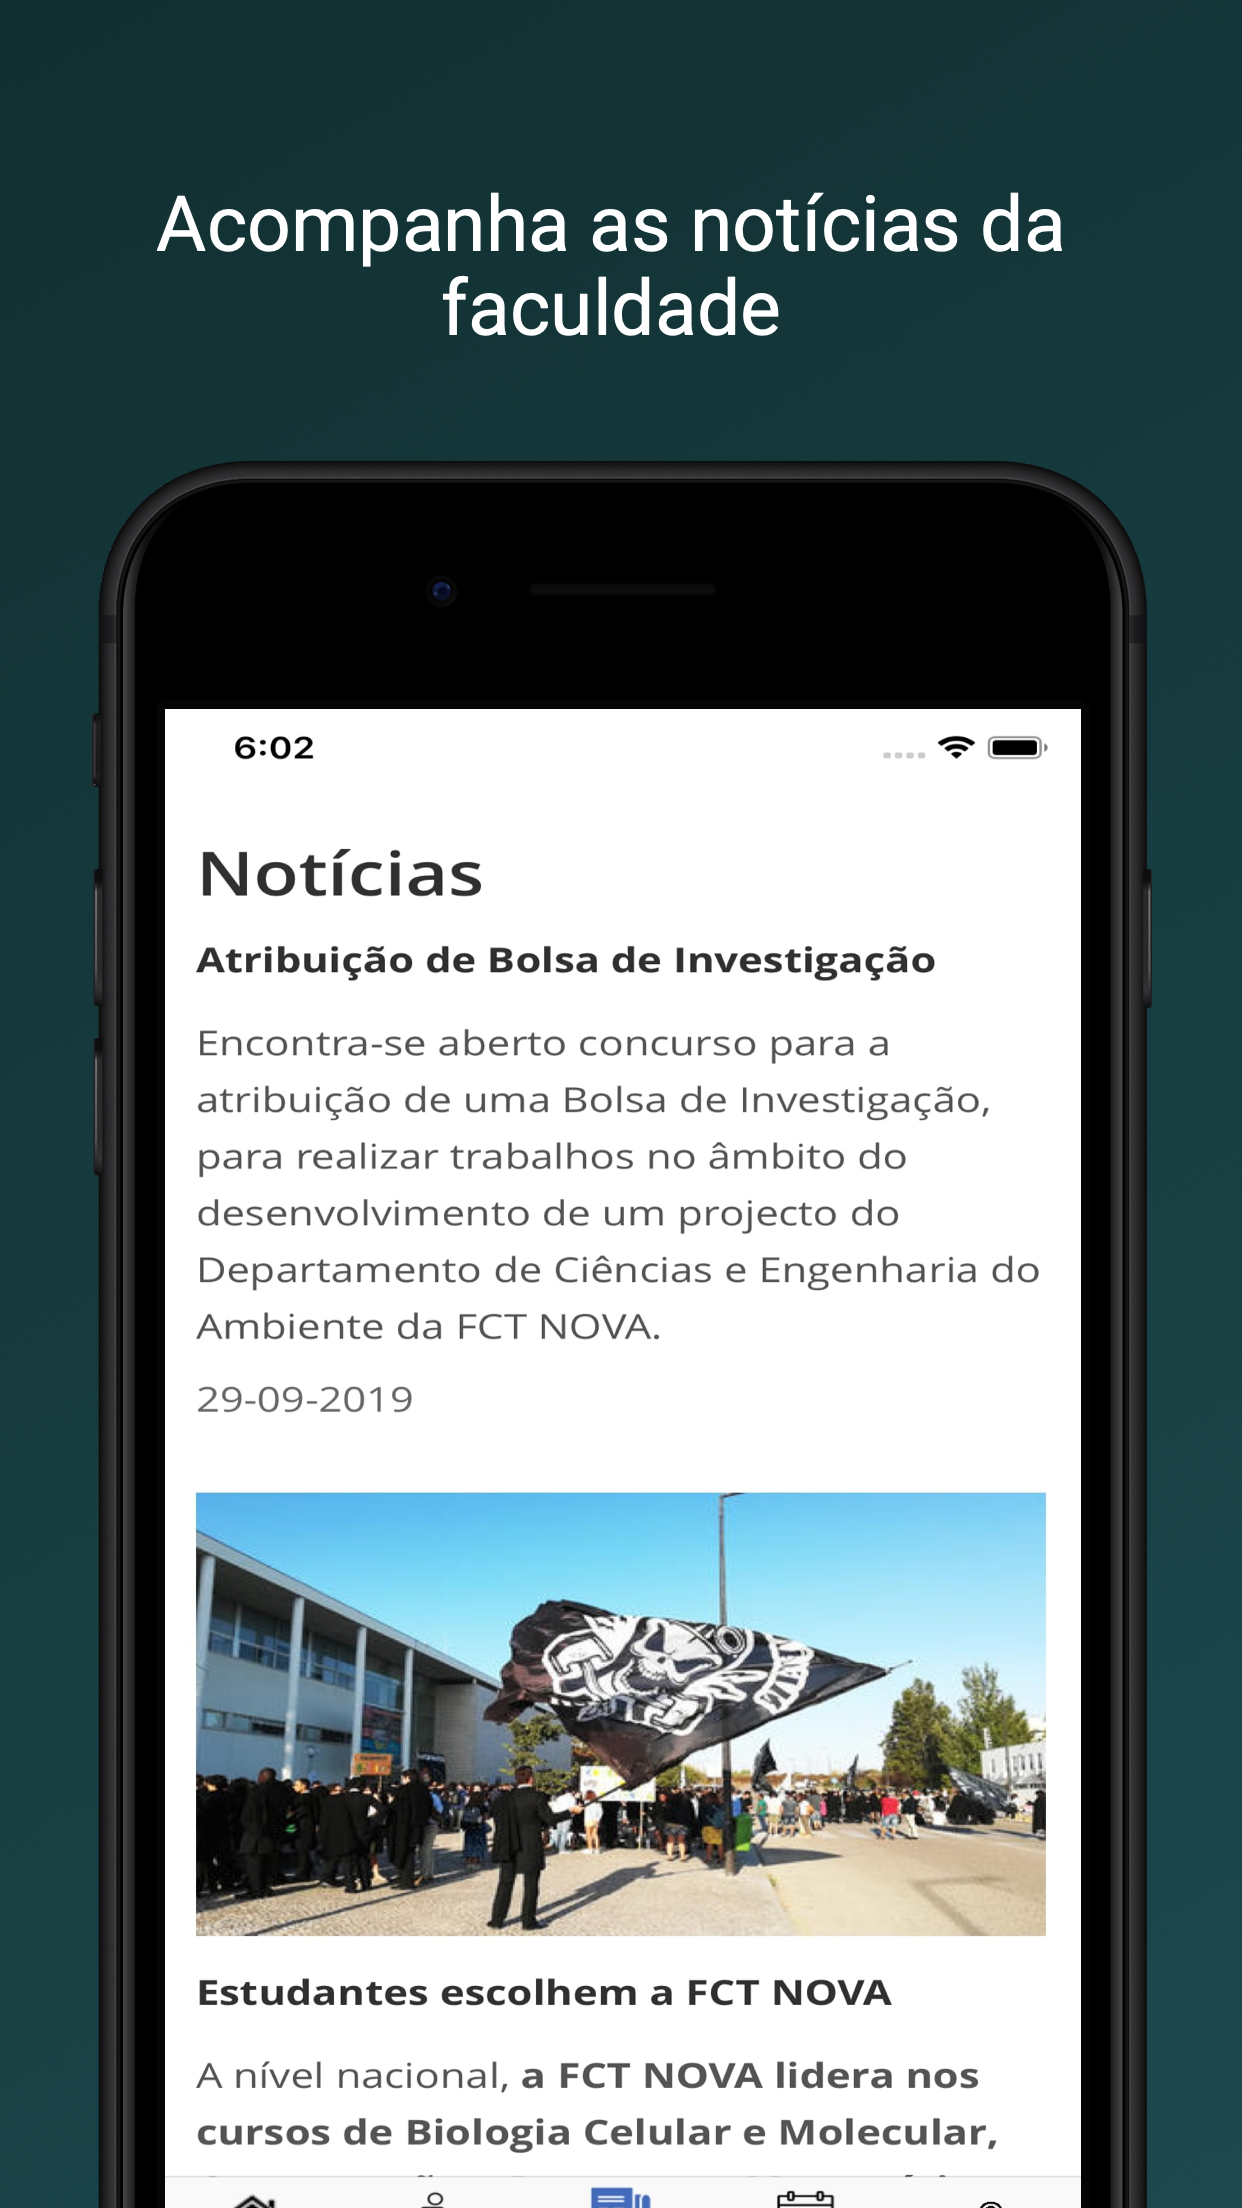 Acompanha as notícias da
faculdade
6:02
Notícias
Atribuição de Bolsa de Investigação
Encontra-se aberto concurso para a
atribuição de uma Bolsa de Investigação,
para realizar trabalhos no âmbito do
desenvolvimento de um projecto do
Departamento de Ciências e Engenharia do
Ambiente da FCT NOVA.
29-09-2019
Estudantes escolhem a FCT NOVA
A nível nacional, a FCT NOVA lidera nos
cursos de Biologia Celular e Molecular,